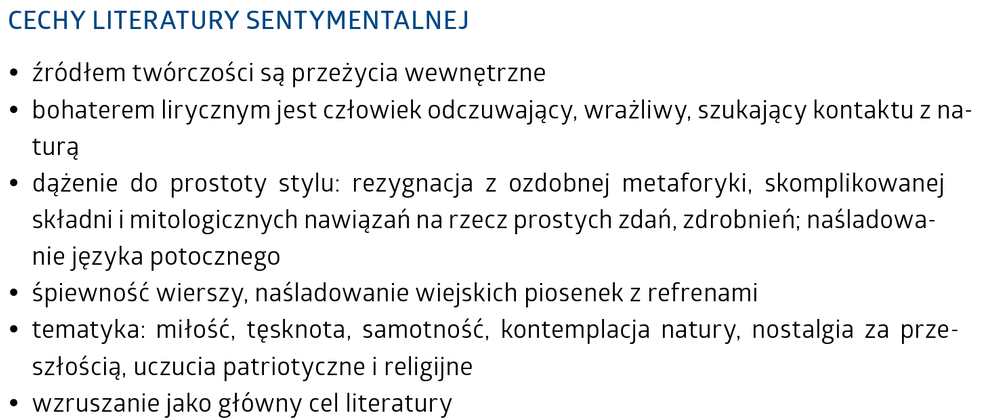 CECHY LITERATURY SENTYMENTALNEJ
• źródłem twórczości są przeżycia wewnętrzne
• bohaterem lirycznym jest człowiek odczuwający, wrażliwy, szukający kontaktu z na-
turą
• dążenie do prostoty stylu: rezygnacja z ozdobnej metaforyki, skomplikowanej
składni i mitologicznych nawiązań na rzecz prostych zdań, zdrobnień; naśladowa-
nie języka potocznego
• śpiewność wierszy, naśladowanie wiejskich piosenek z refrenami
• tematyka: miłość, tęsknota, samotność, kontemplacja natury, nostalgia za prze-
szłością, uczucia patriotyczne i religijne
• wzruszanie jako główny cel literatury